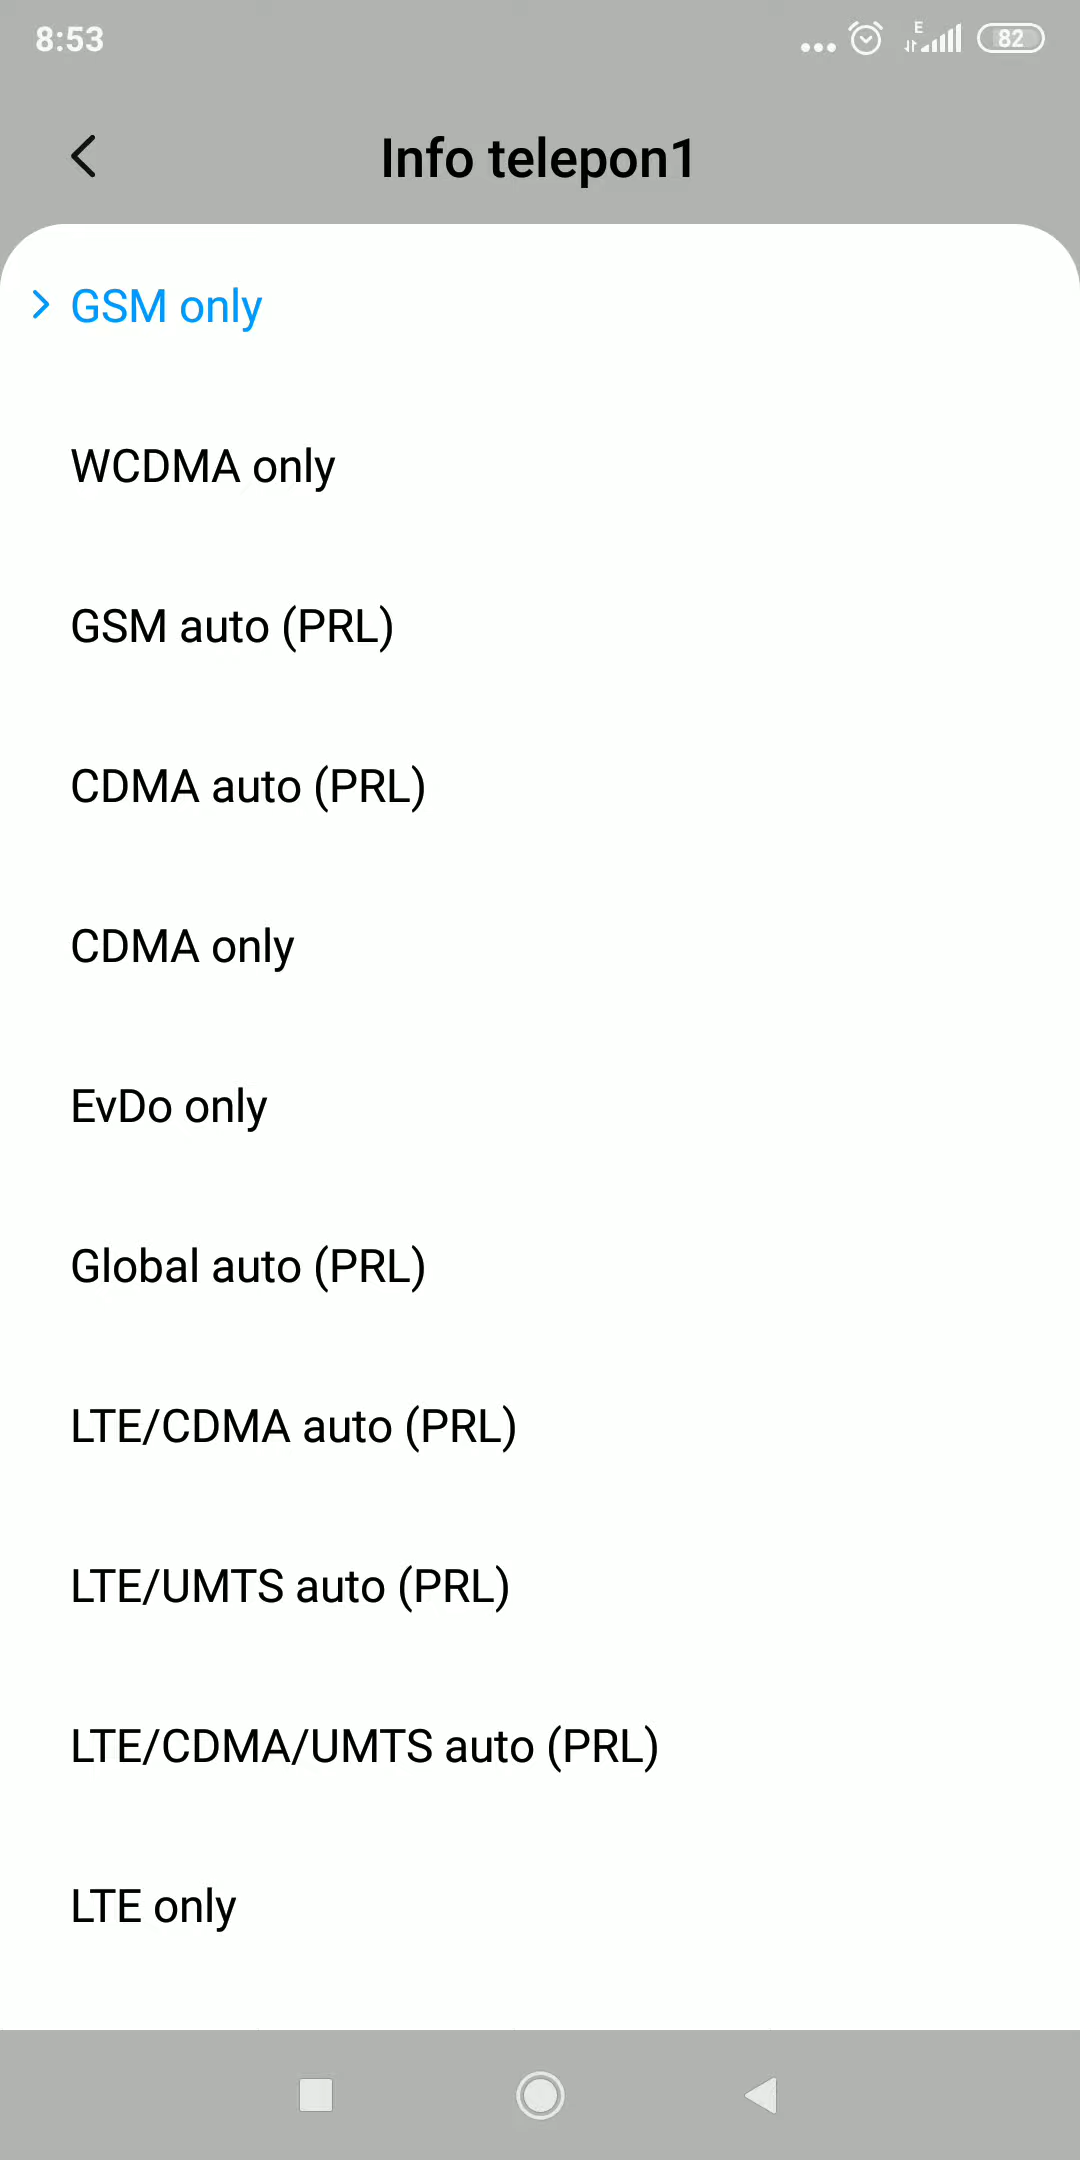 8:53
E
82
Info telepon1
GSM only
WCDMA only
GSM auto (PRL)
CDMA auto (PRL)
CDMA only
EvDo only
Global auto (PRL)
LTE/CDMA auto (PRL)
LTE/UMTS auto (PRL)
LTE/CDMA/UMTS auto (PRL)
LTE only